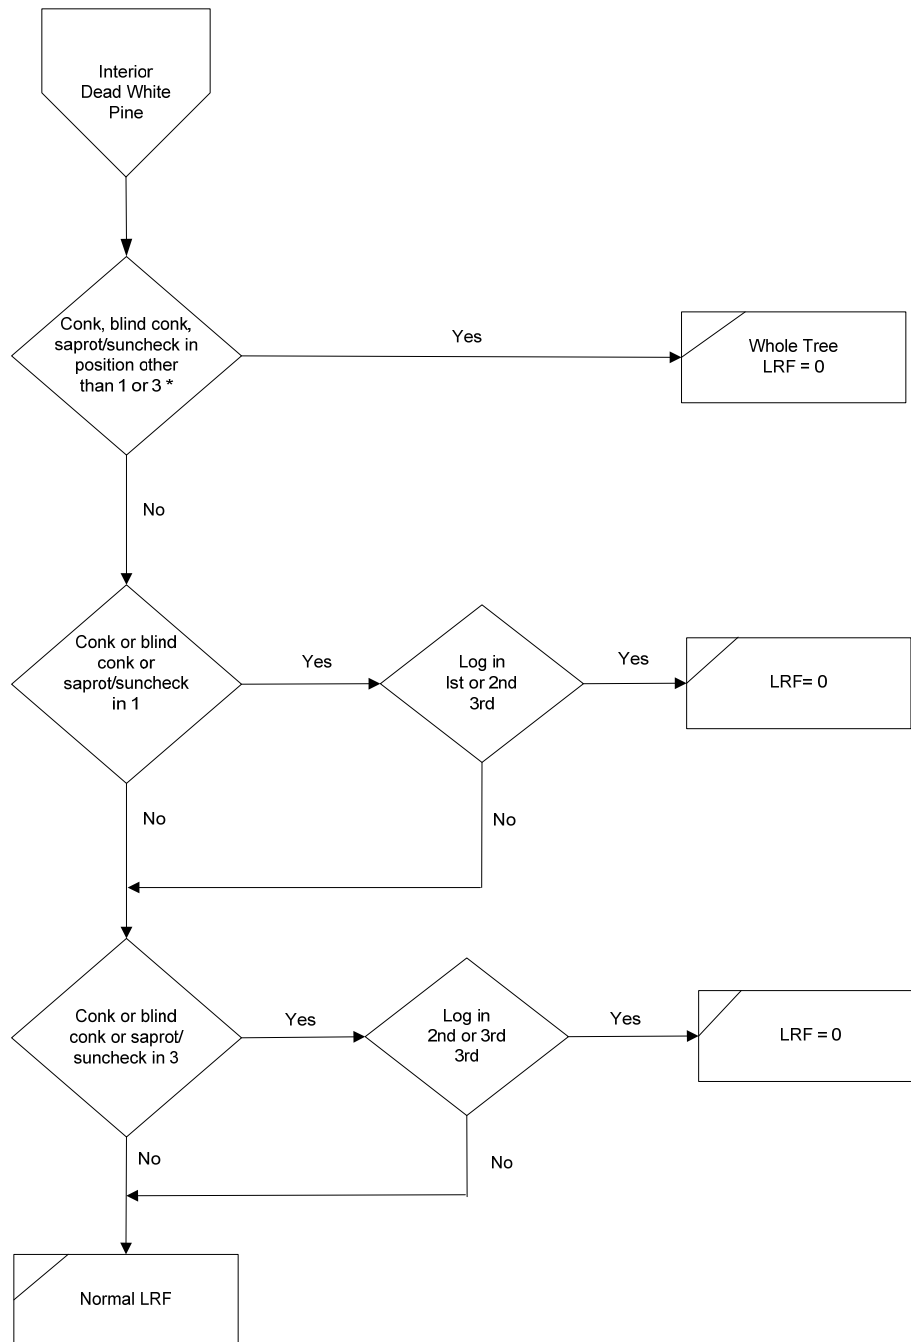 Interior
Dead White
Pine
Conk, blind conk,
saprot/suncheck in
position other
than 1 or 3 *
Yes
Whole Tree
LRF = 0
No
Conk or blind
conk or
saprot/suncheck
in 1
Yes
Log in
Ist or 2nd
3rd
Yes
LRF= 0
No
No
Conk or blind
conk or saprot/
suncheck in 3
Yes
Log in
2nd or 3rd
3rd
Yes
LRF = 0
No
No
Normal LRF